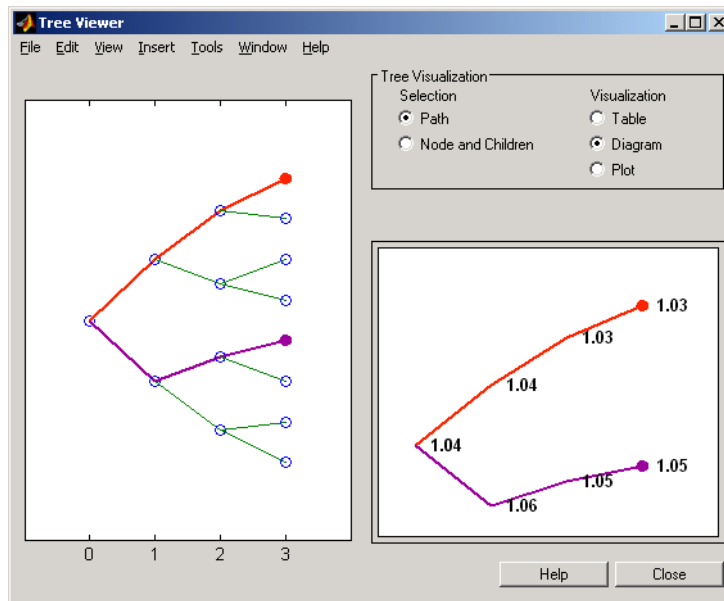 Tree Viewer
File Edit View Insert Tools Window Help
Tree Visualization
Selection Visualization
Path Table
Node and Children Diagram
Plot
0 1 2 3
1.03
1.03
1.04
1.04
1.05
1.05
1.06
Help Close